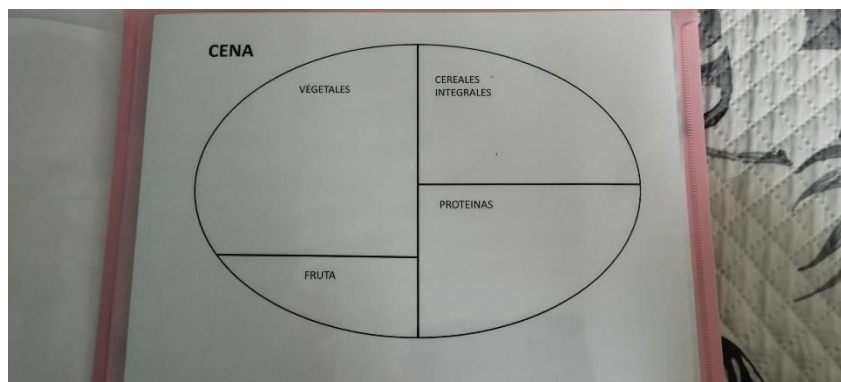 CENA
VEGETALES
CEREALES
INTEGRALES
PROTEINAS
FRUTA